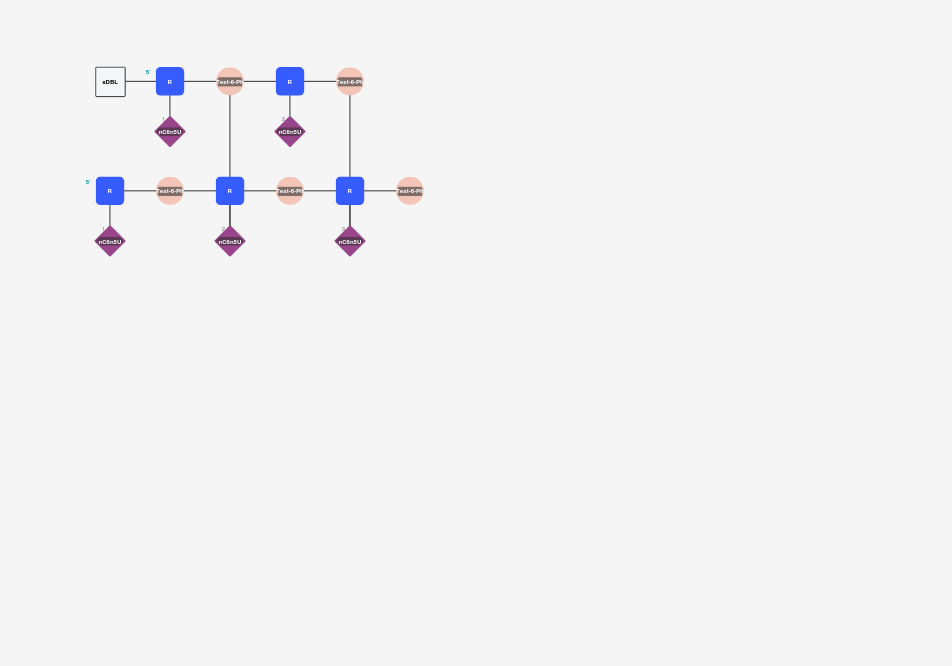 5'
sDBL R Test-6-Ph R Test-6-Ph
1 2
nC6n5U nC6n5U
5'
R Test-6-Ph R Test-6-Ph R Test-6-Ph
1 2 3
nC6n5U nC6n5U nC6n5U